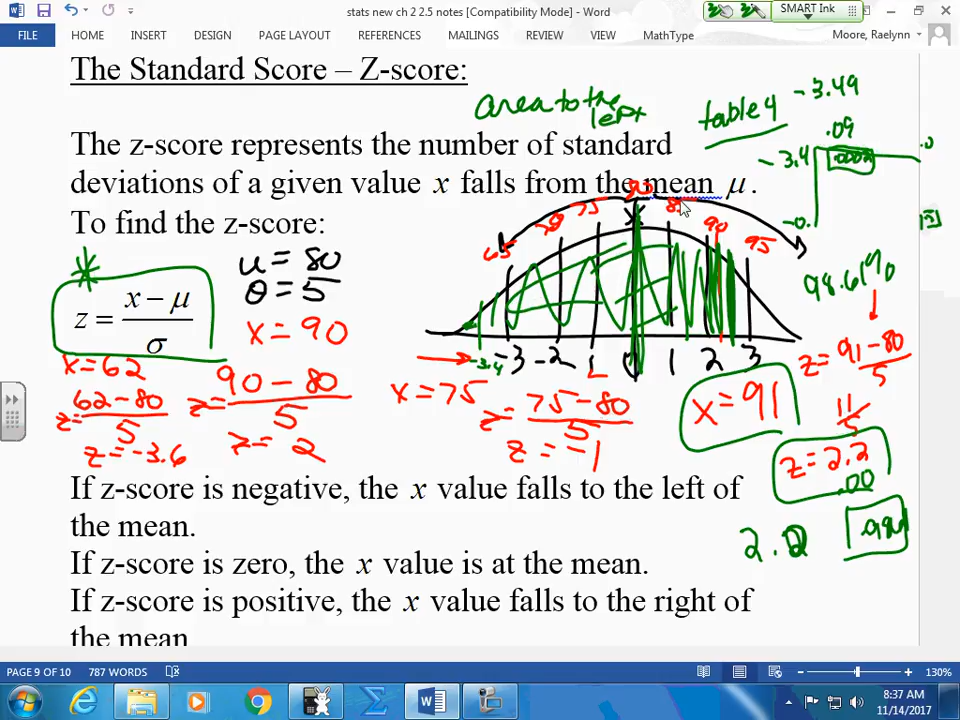 stats new ch 2 2.5 notes [Compatibility Mode] - Word
SMART Ink
FILE HOME INSERT DESIGN PAGE LAYOUT REFERENCES MAILINGS REVIEW VIEW MathType Moore, Raelynn
The Standard Score – Z-score:
area to the left
table 4
-3.49
.09
-3.4
The z-score represents the number of standard
deviations of a given value x falls from the mean μ.
To find the z-score:
z = x − μ / σ
u = 80
θ = 5
x = 90
75
90
95
-3.4 -3 -2 1 0 1 2 3
98.61%
z = 91 - 80 / 5
11 / 5
z = 2.2
.00
2.2
x = 62
z = 62 - 80 / 5
z = -3.6
z = 90 - 80 / 5
z = 2
x = 75
z = 75 - 80 / 5
z = -1
x = 91
If z-score is negative, the x value falls to the left of
the mean.
If z-score is zero, the x value is at the mean.
If z-score is positive, the x value falls to the right of
the mean
PAGE 9 OF 10 787 WORDS 130%
8:37 AM
11/14/2017